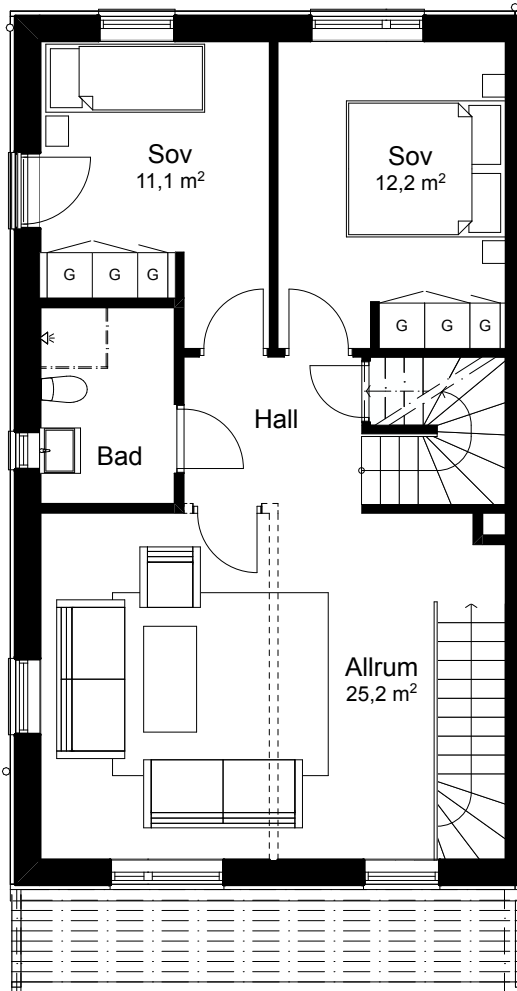 Sov
11,1 m²
Sov
12,2 m²
G G G
G G G
Hall
Bad
Allrum
25,2 m²